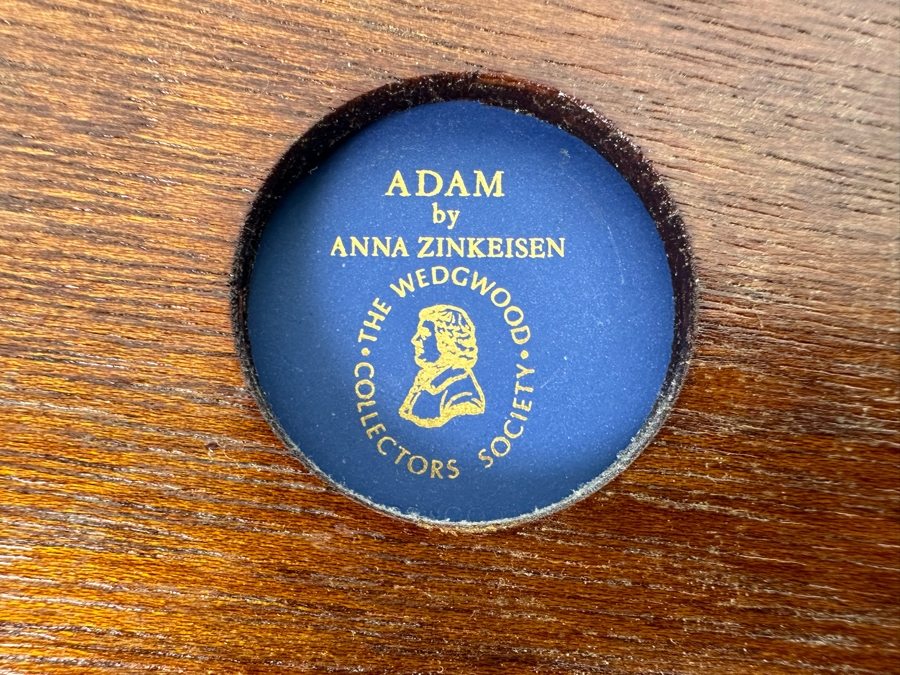 ADAM
by
ANNA ZINKEISEN
• THE WEDGWOOD •
COLLECTORS SOCIETY